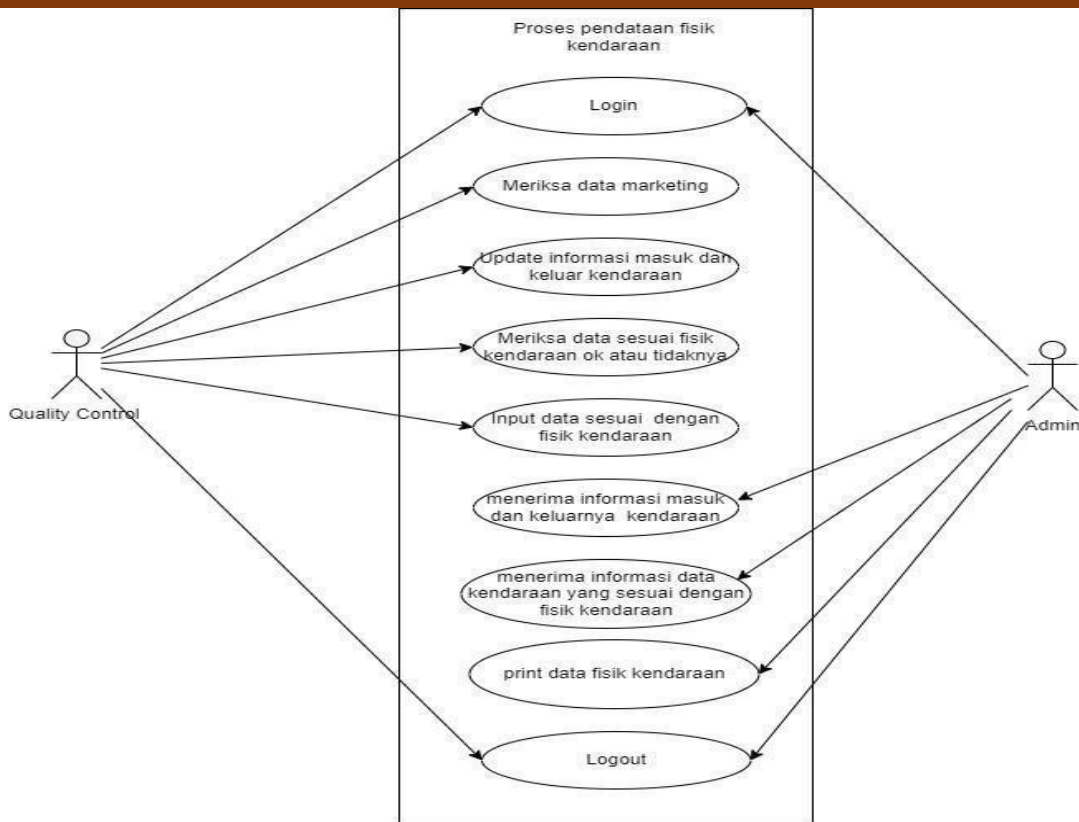 Proses pendataan fisik
kendaraan
Login
Meriksa data marketing
Update informasi masuk dan
keluar kendaraan
Meriksa data sesuai fisik
kendaraan ok atau tidaknya
Quality Control
Input data sesuai dengan
fisik kendaraan
Admin
menerima informasi masuk
dan keluarnya kendaraan
menerima informasi data
kendaraan yang sesuai dengan
fisik kendaraan
print data fisik kendaraan
Logout